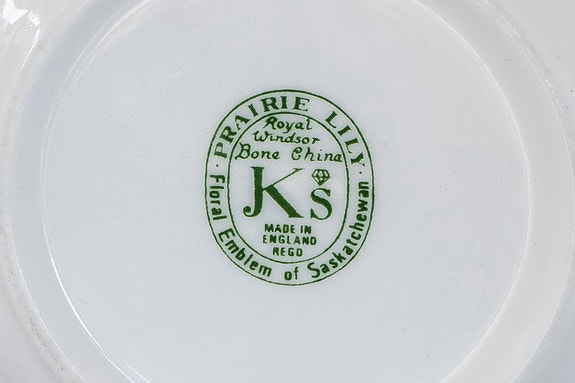 PRAIRIE LILY
Royal
Windsor
Bone China
Ks
MADE IN
ENGLAND
REGD
Floral Emblem of Saskatchewan